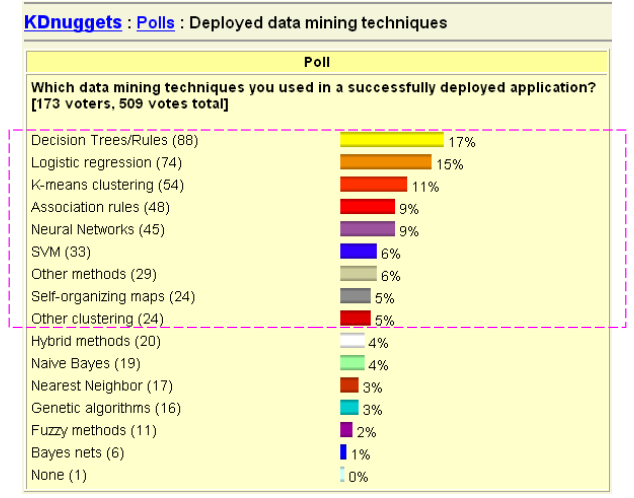 KDnuggets : Polls : Deployed data mining techniques
Poll
Which data mining techniques you used in a successfully deployed application?
[173 voters, 509 votes total]
Decision Trees/Rules (88) 17%
Logistic regression (74) 15%
K-means clustering (54) 11%
Association rules (48) 9%
Neural Networks (45) 9%
SVM (33) 6%
Other methods (29) 6%
Self-organizing maps (24) 5%
Other clustering (24) 5%
Hybrid methods (20) 4%
Naive Bayes (19) 4%
Nearest Neighbor (17) 3%
Genetic algorithms (16) 3%
Fuzzy methods (11) 2%
Bayes nets (6) 1%
None (1) 0%